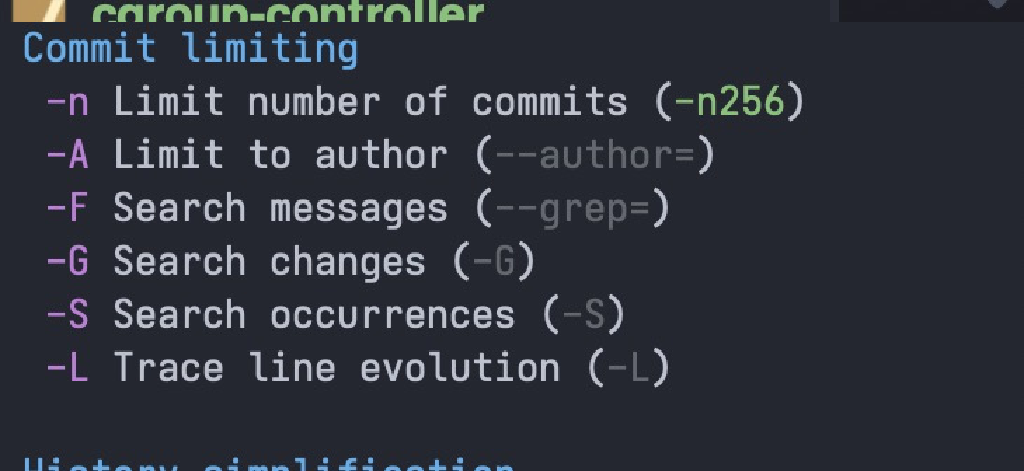 cgroup-controller
Commit limiting
-n Limit number of commits (-n256)
-A Limit to author (--author=)
-F Search messages (--grep=)
-G Search changes (-G)
-S Search occurrences (-S)
-L Trace line evolution (-L)
History simplification